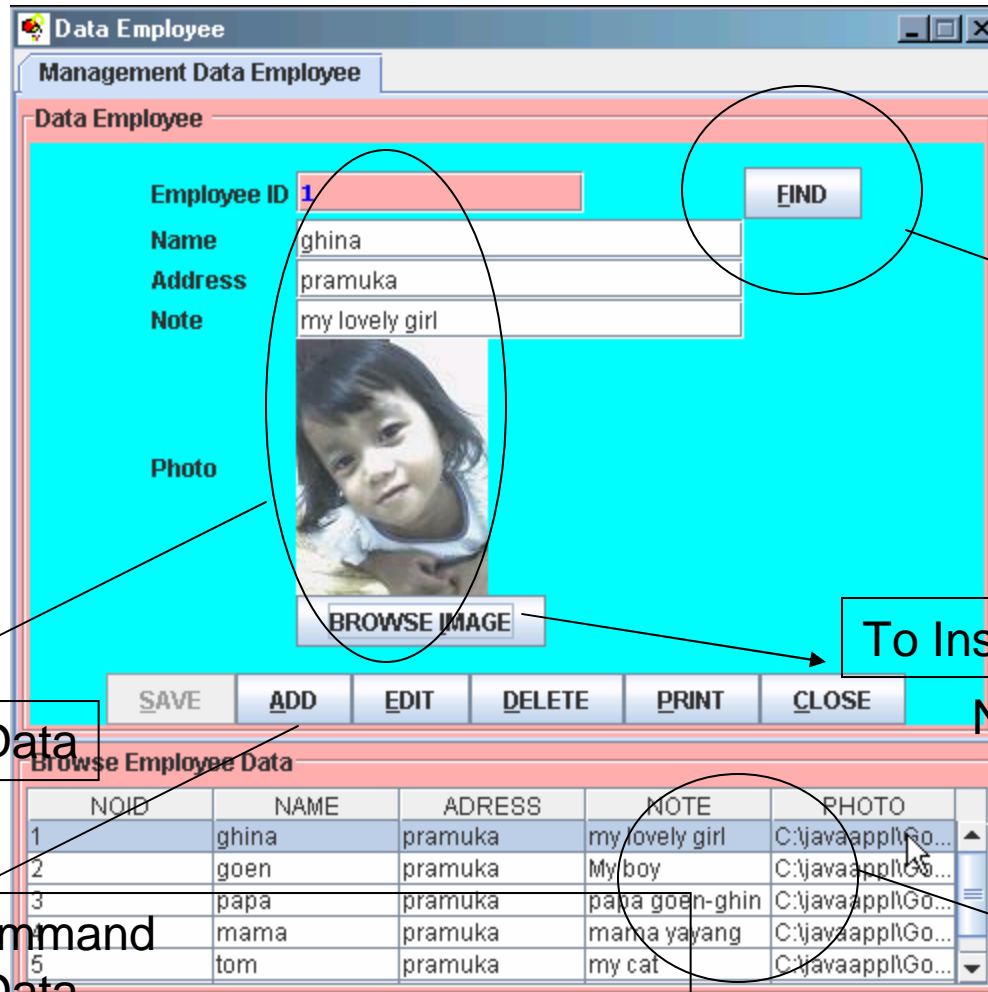 Data Employee
Management Data Employee
Data Employee
Employee ID 1 FIND
Name ghina
Address pramuka
Note my lovely girl
Photo
BROWSE IMAGE
To Ins
SAVE ADD EDIT DELETE PRINT CLOSE
N
Data
Browse Employee Data
NOID NAME ADRESS NOTE PHOTO
1 ghina pramuka my lovely girl C:\javaappl\Go...
2 goen pramuka My boy C:\javaappl\Go...
3 papa pramuka papa goen-ghin C:\javaappl\Go...
4 mama pramuka mama yayang C:\javaappl\Go...
5 tom pramuka my cat C:\javaappl\Go...
mmand
Data